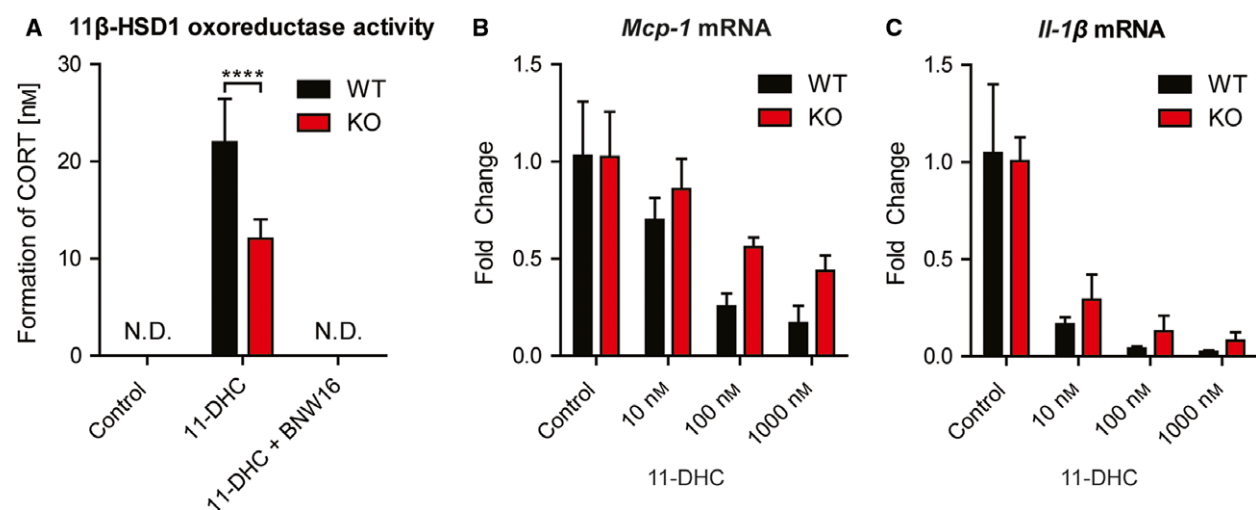 A 11β-HSD1 oxoreductase activity
Formation of CORT [nM]
30
20
10
0
****
WT
KO
N.D.
N.D.
Control
11-DHC
11-DHC + BNW16
B Mcp-1 mRNA
Fold Change
1.5
1.0
0.5
0.0
WT
KO
Control
10 nM
100 nM
1000 nM
11-DHC
C Il-1β mRNA
Fold Change
1.5
1.0
0.5
0.0
WT
KO
Control
10 nM
100 nM
1000 nM
11-DHC